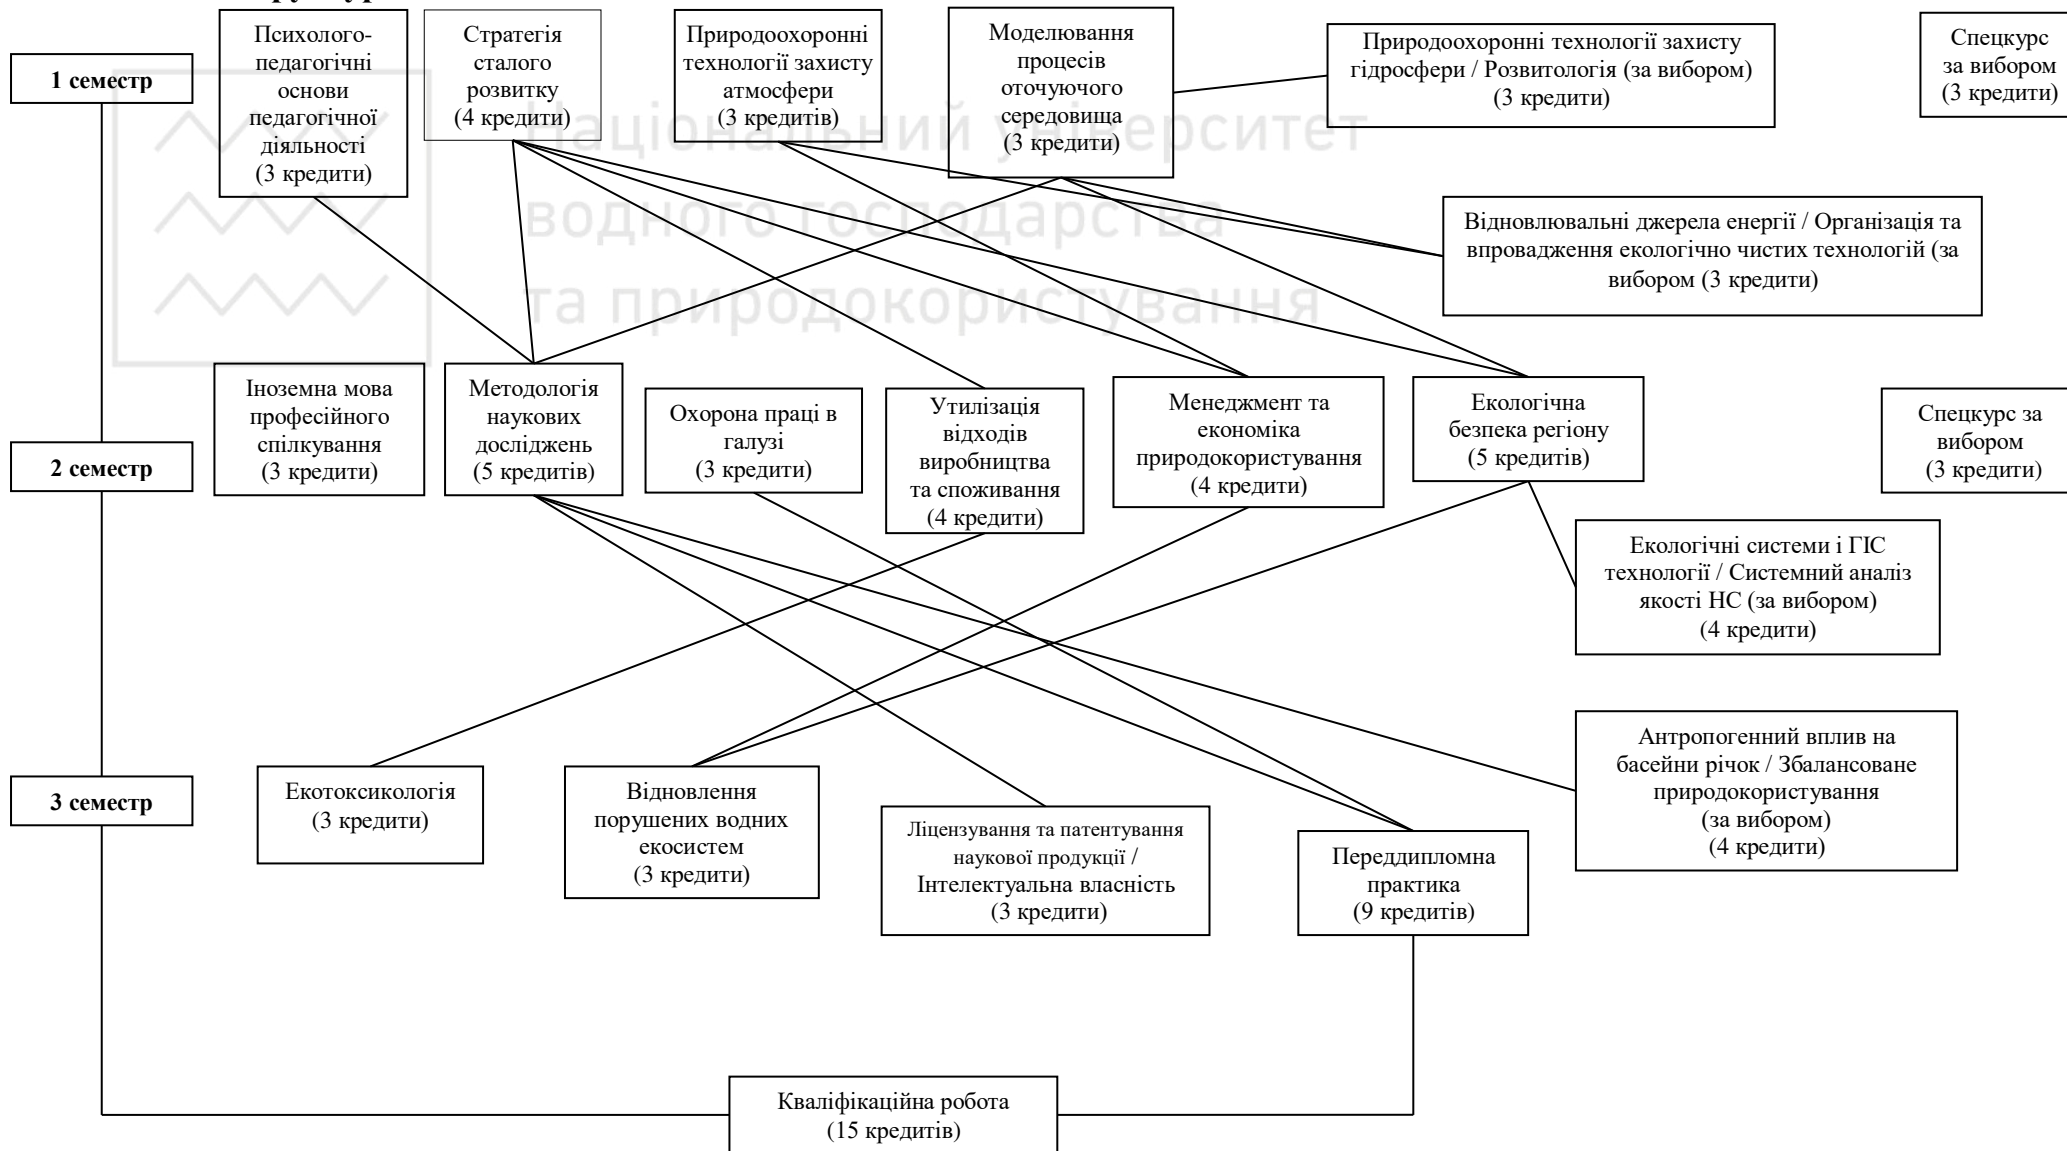 1 семестр
Психолого-
педагогічні
основи
педагогічної
діяльності
(3 кредити)
Стратегія
сталого
розвитку
(4 кредити)
Природоохоронні
технології захисту
атмосфери
(3 кредитів)
Моделювання
процесів
оточуючого
середовища
(3 кредити)
Природоохоронні технології захисту
гідросфери / Розвитологія (за вибором)
(3 кредити)
Спецкурс
за вибором
(3 кредити)
Національний університет
водного господарства
та природокористування
Відновлювальні джерела енергії / Організація та
впровадження екологічно чистих технологій (за
вибором (3 кредити)
2 семестр
Іноземна мова
професійного
спілкування
(3 кредити)
Методологія
наукових
досліджень
(5 кредитів)
Охорона праці в
галузі
(3 кредити)
Утилізація
відходів
виробництва
та споживання
(4 кредити)
Менеджмент та
економіка
природокористування
(4 кредити)
Екологічна
безпека регіону
(5 кредитів)
Спецкурс за
вибором
(3 кредити)
Екологічні системи і ГІС
технології / Системний аналіз
якості НС (за вибором)
(4 кредити)
3 семестр
Екотоксикологія
(3 кредити)
Відновлення
порушених водних
екосистем
(3 кредити)
Ліцензування та патентування
наукової продукції /
Інтелектуальна власність
(3 кредити)
Переддипломна
практика
(9 кредитів)
Антропогенний вплив на
басейни річок / Збалансоване
природокористування
(за вибором)
(4 кредити)
Кваліфікаційна робота
(15 кредитів)